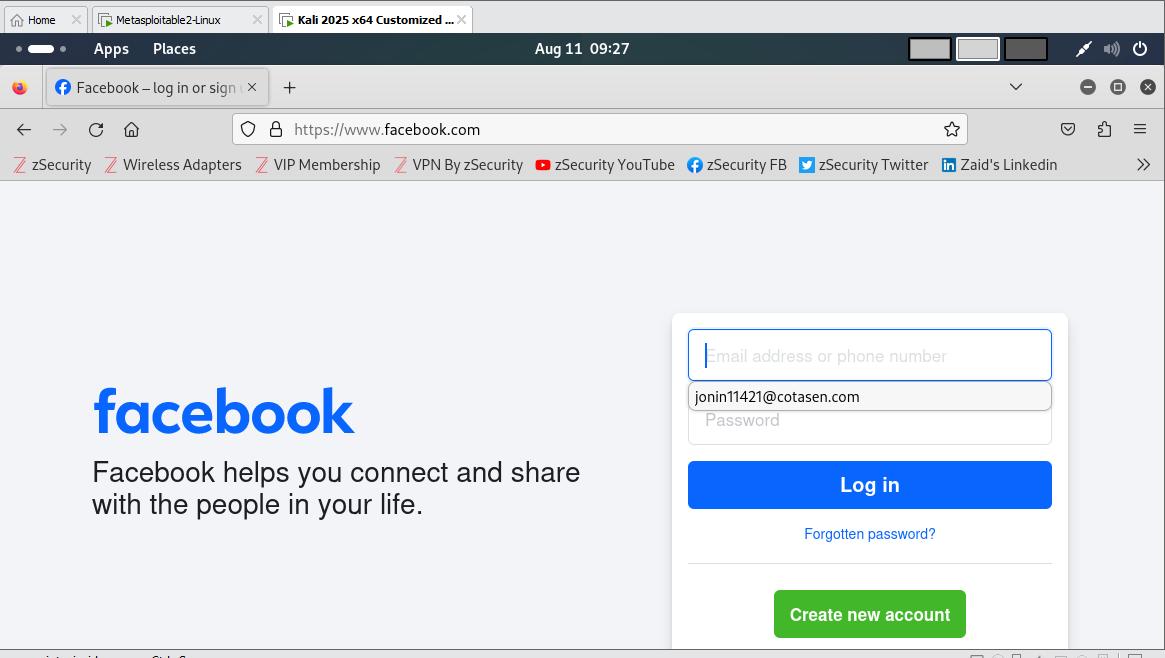 Home Metasploitable2-Linux Kali 2025 x64 Customized ...
Apps Places Aug 11 09:27
Facebook – log in or sign
https://www.facebook.com
zSecurity Wireless Adapters VIP Membership VPN By zSecurity zSecurity YouTube zSecurity FB zSecurity Twitter Zaid's Linkedin
Email address or phone number
jonin11421@cotasen.com
Password
facebook
Facebook helps you connect and share
with the people in your life.
Log in
Forgotten password?
Create new account